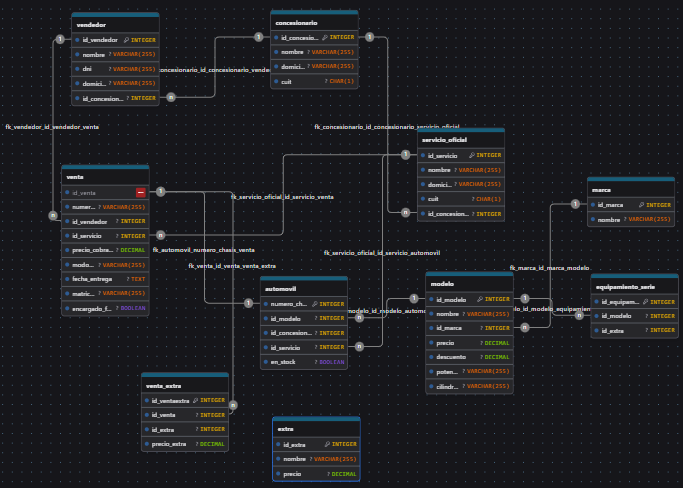 vendedor
id_vendedor INTEGER
nombre ? VARCHAR(255)
dni ? VARCHAR(255)
domici... ? VARCHAR(255)
id_concesion... ? INTEGER
concesionario
id_concesio... INTEGER
nombre ? VARCHAR(255)
domici... ? VARCHAR(255)
cuit ? CHAR(1)
fk_vendedor_id_vendedor_venta
fk_concesionario_id_concesionario_servicio_oficial
servicio_oficial
id_servicio INTEGER
nombre ? VARCHAR(255)
domici... ? VARCHAR(255)
cuit ? CHAR(1)
id_concesion... ? INTEGER
venta
id_venta
numer... ? VARCHAR(255)
id_vendedor ? INTEGER
id_servicio ? INTEGER
precio_cobra... ? DECIMAL
modo... ? VARCHAR(255)
fecha_entrega ? TEXT
matric... ? VARCHAR(255)
encargado_f... ? BOOLEAN
fk_servicio_oficial_id_servicio_venta
fk_automovil_numero_chasis_venta
fk_venta_id_venta_venta_extra
fk_servicio_oficial_id_servicio_automovil
marca
id_marca INTEGER
nombre ? VARCHAR(255)
fk_marca_id_marca_modelo
automovil
numero_ch... INTEGER
id_modelo ? INTEGER
id_concesion... ? INTEGER
id_servicio ? INTEGER
en_stock ? BOOLEAN
modelo
id_modelo INTEGER
nombre ? VARCHAR(255)
id_marca ? INTEGER
precio ? DECIMAL
descuento ? DECIMAL
poten... ? VARCHAR(255)
cilindr... ? VARCHAR(255)
equipamiento_serie
id_equipam... INTEGER
id_modelo ? INTEGER
id_extra ? INTEGER
venta_extra
id_ventaextra INTEGER
id_venta ? INTEGER
id_extra ? INTEGER
precio_extra ? DECIMAL
extra
id_extra INTEGER
nombre ? VARCHAR(255)
precio ? DECIMAL